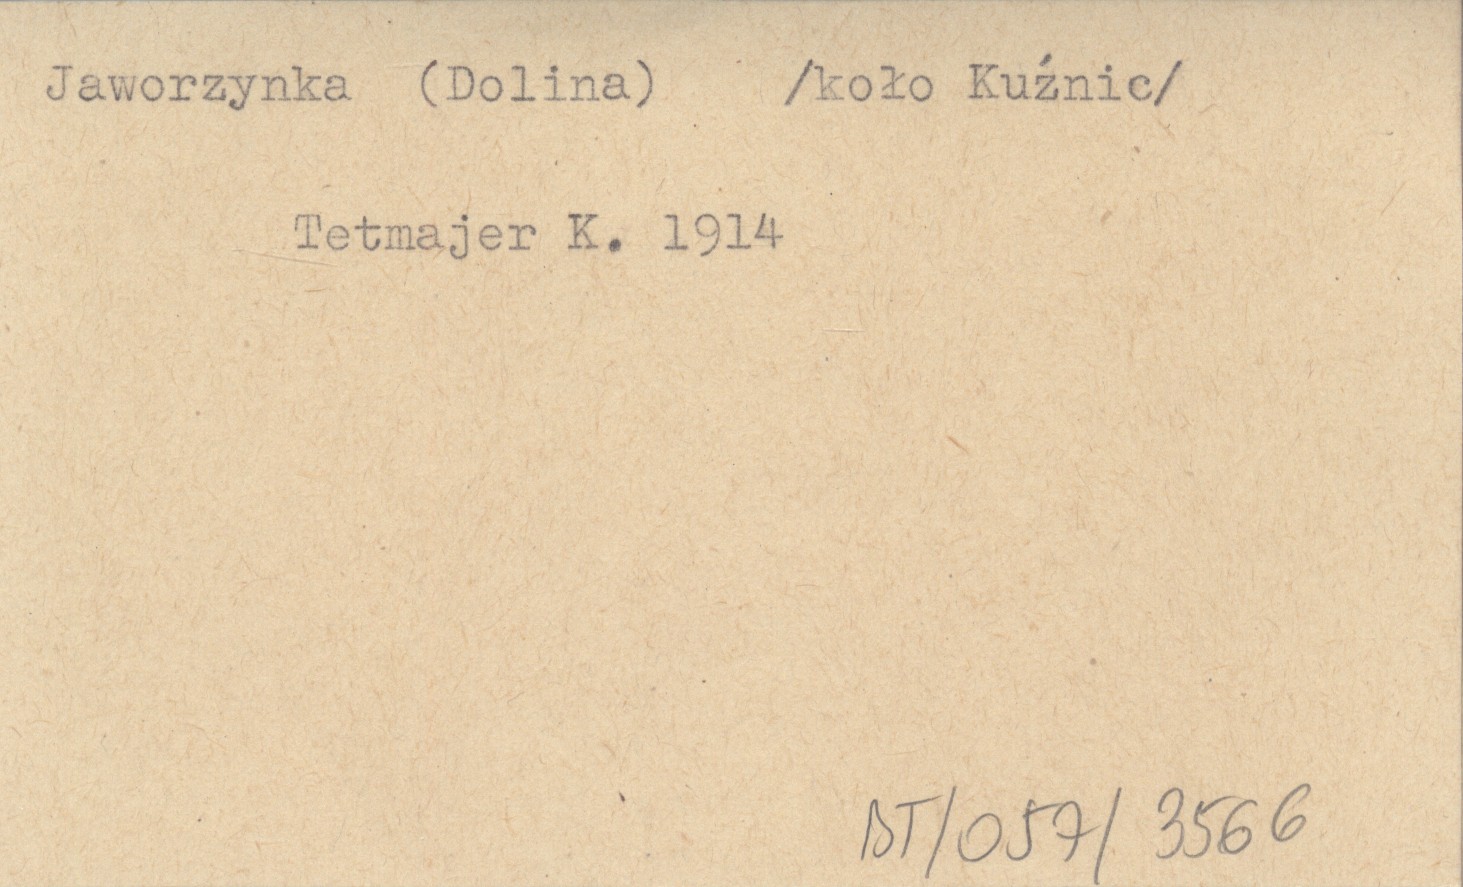 Jaworzynka (Dolina) /koło Kuźnic/
Tetmajer K. 1914
BT/057/3566